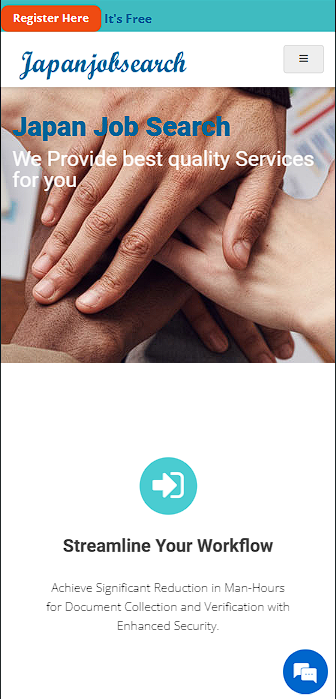 Register Here It's Free
Japanjobsearch
Japan Job Search
We Provide best quality Services
for you
Streamline Your Workflow
Achieve Significant Reduction in Man-Hours
for Document Collection and Verification with
Enhanced Security.